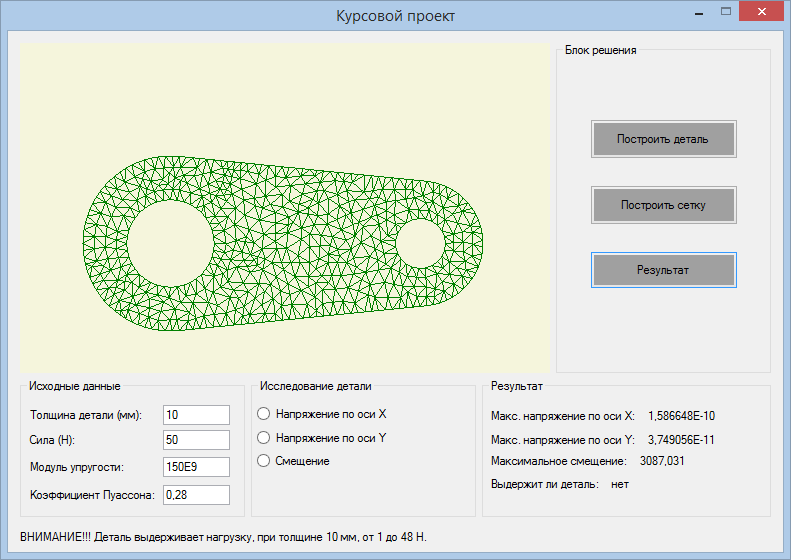 Курсовой проект
Блок решения
Построить деталь
Построить сетку
Результат
Исходные данные
Толщина детали (мм): 10
Сила (Н): 50
Модуль упругости: 150E9
Коэффициент Пуассона: 0,28
Исследование детали
Напряжение по оси X
Напряжение по оси Y
Смещение
Результат
Макс. напряжение по оси X: 1,586648E-10
Макс. напряжение по оси Y: 3,749056E-11
Максимальное смещение: 3087,031
Выдержит ли деталь: нет
ВНИМАНИЕ!!! Деталь выдерживает нагрузку, при толщине 10 мм, от 1 до 48 Н.